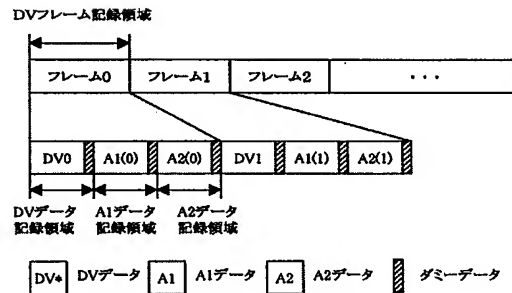 DVフレーム記録領域
フレーム0 フレーム1 フレーム2 ・・・
DV0 A1(0) A2(0) DV1 A1(1) A2(1)
DVデータ A1データ A2データ
記録領域 記録領域 記録領域
DV* DVデータ A1 A1データ A2 A2データ ダミーデータ